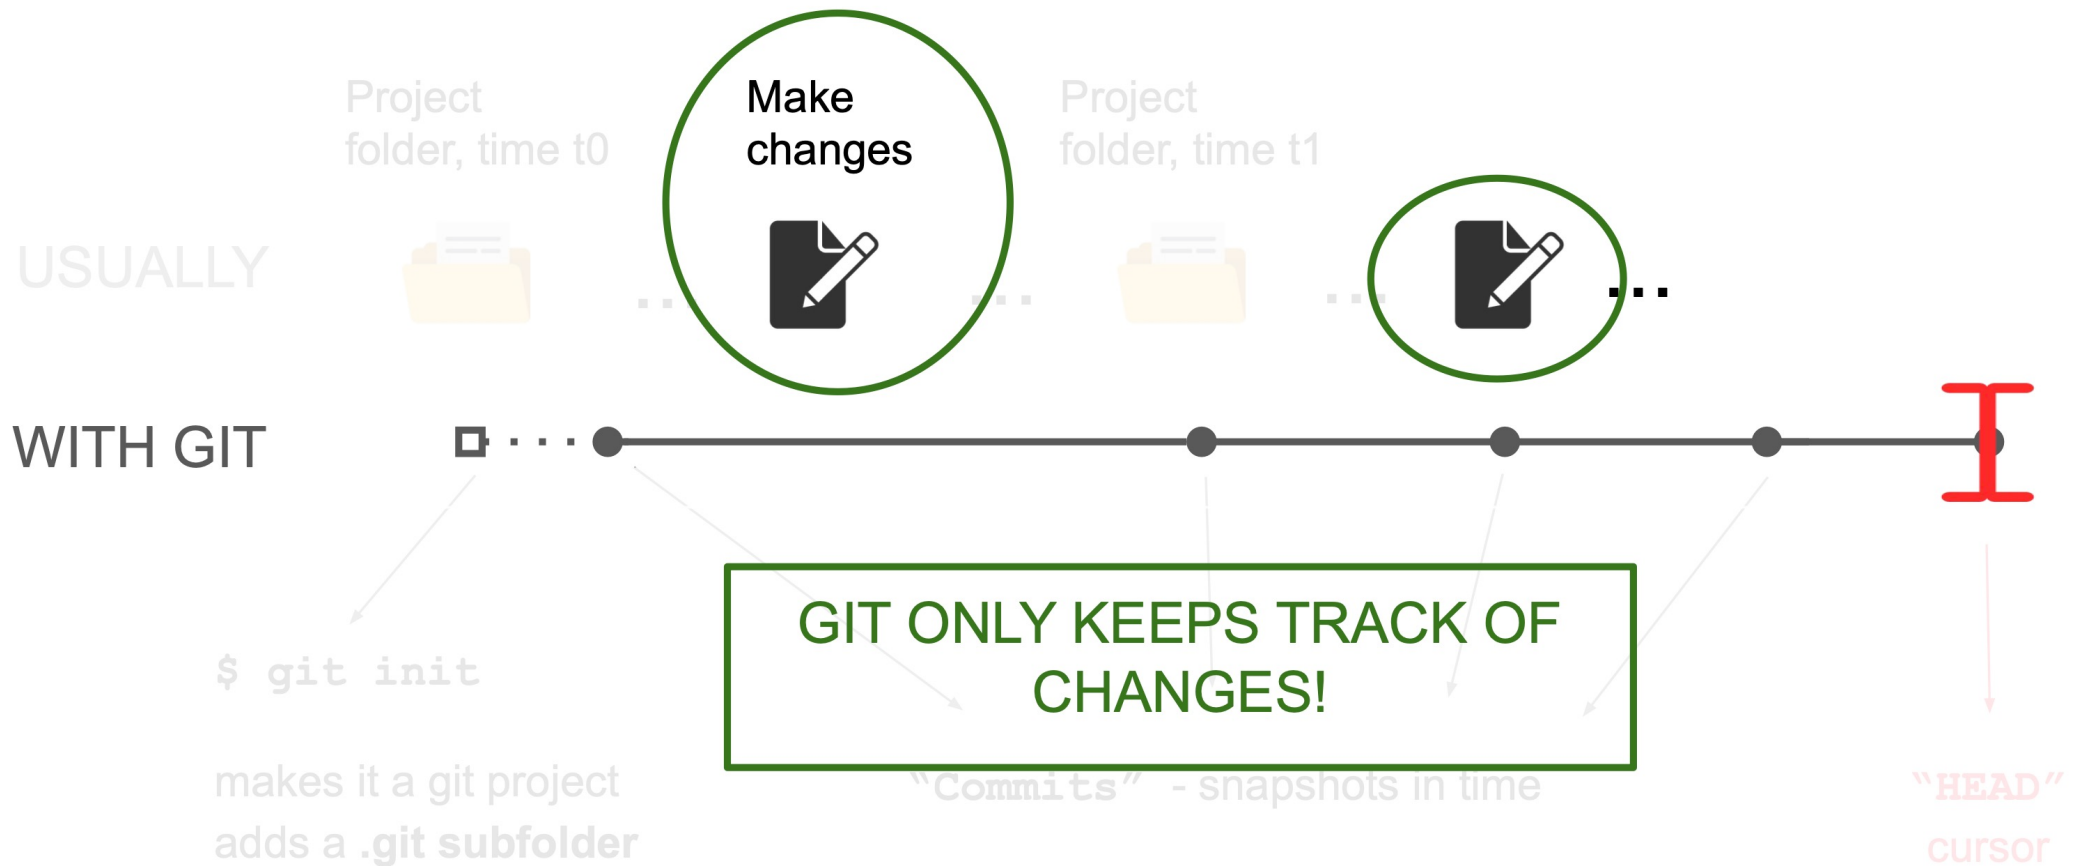 Project
folder, time t0
Make
changes
Project
folder, time t1
USUALLY
...
...
...
...
WITH GIT
GIT ONLY KEEPS TRACK OF
CHANGES!
$ git init
makes it a git project
adds a .git subfolder
“Commits” - snapshots in time
“HEAD”
cursor